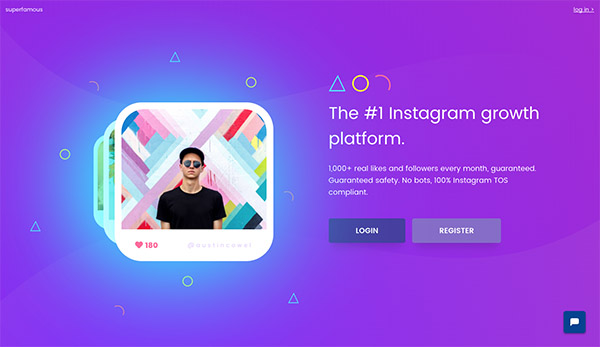 superfamous
log in >
The #1 Instagram growth
platform.
1,000+ real likes and followers every month, guaranteed.
Guaranteed safety. No bots, 100% Instagram TOS
compliant.
180
LOGIN
REGISTER